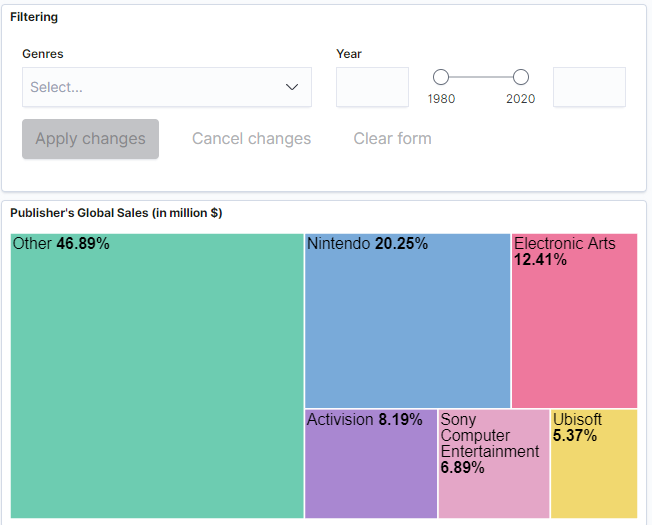 Filtering
Genres
Year
Select...
1980
2020
Apply changes
Cancel changes
Clear form
Publisher's Global Sales (in million $)
Other 46.89%
Nintendo 20.25%
Electronic Arts
12.41%
Activision 8.19%
Sony
Computer
Entertainment
6.89%
Ubisoft
5.37%